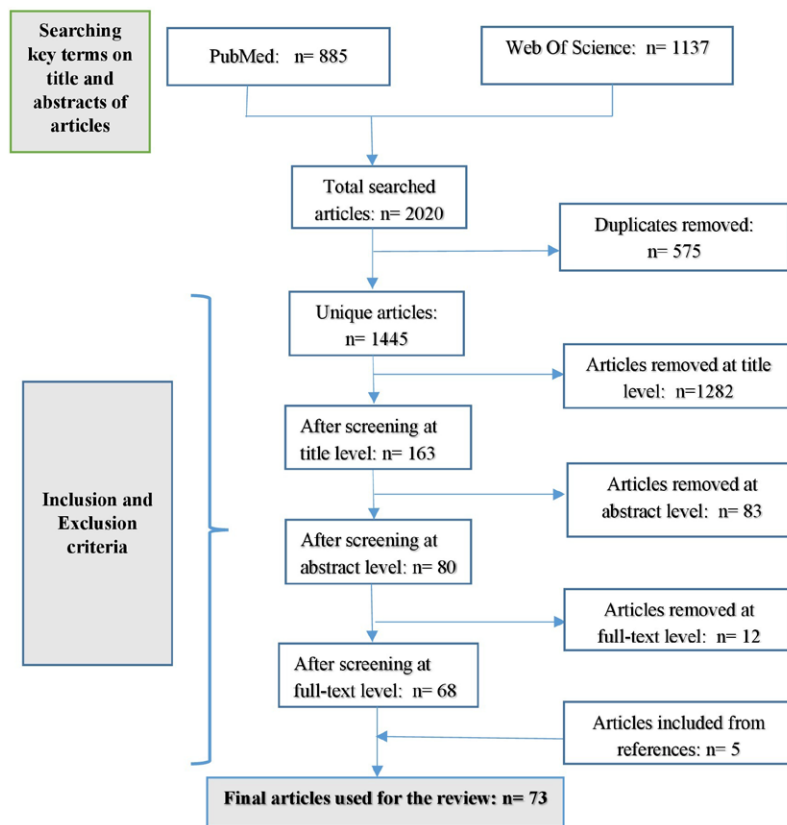 Searching
key terms on
title and
abstracts of
articles
PubMed: n= 885
Web Of Science: n= 1137
Total searched
articles: n= 2020
Duplicates removed:
n= 575
Unique articles:
n= 1445
Articles removed at title
level: n=1282
After screening at
title level: n= 163
Inclusion and
Exclusion
criteria
Articles removed at
abstract level: n= 83
After screening at
abstract level: n= 80
Articles removed at
full-text level: n= 12
After screening at
full-text level: n= 68
Articles included from
references: n= 5
Final articles used for the review: n= 73